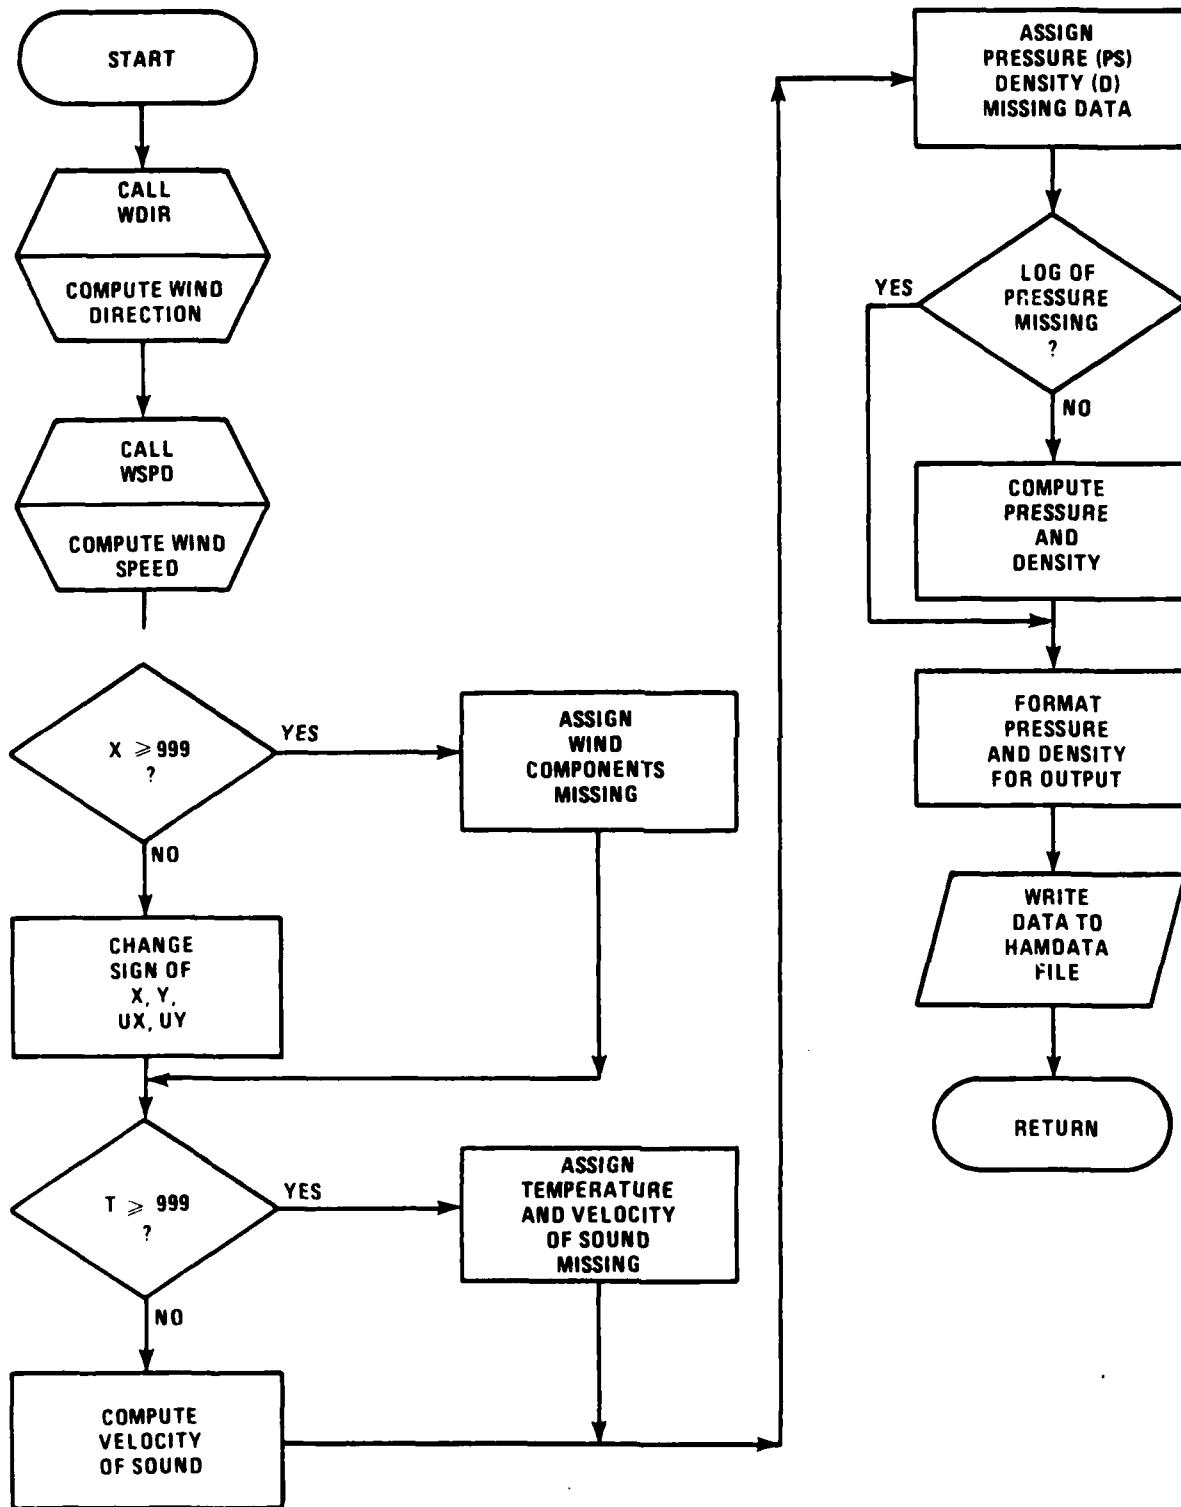 START
CALL
WDIR
COMPUTE WIND
DIRECTION
CALL
WSPD
COMPUTE WIND
SPEED
X ≥ 999
?
YES
NO
ASSIGN
WIND
COMPONENTS
MISSING
CHANGE
SIGN OF
X, Y,
UX, UY
T ≥ 999
?
YES
NO
ASSIGN
TEMPERATURE
AND VELOCITY
OF SOUND
MISSING
COMPUTE
VELOCITY
OF SOUND
ASSIGN
PRESSURE (PS)
DENSITY (D)
MISSING DATA
LOG OF
PRESSURE
MISSING
?
YES
NO
COMPUTE
PRESSURE
AND
DENSITY
FORMAT
PRESSURE
AND DENSITY
FOR OUTPUT
WRITE
DATA TO
HAMDATA
FILE
RETURN